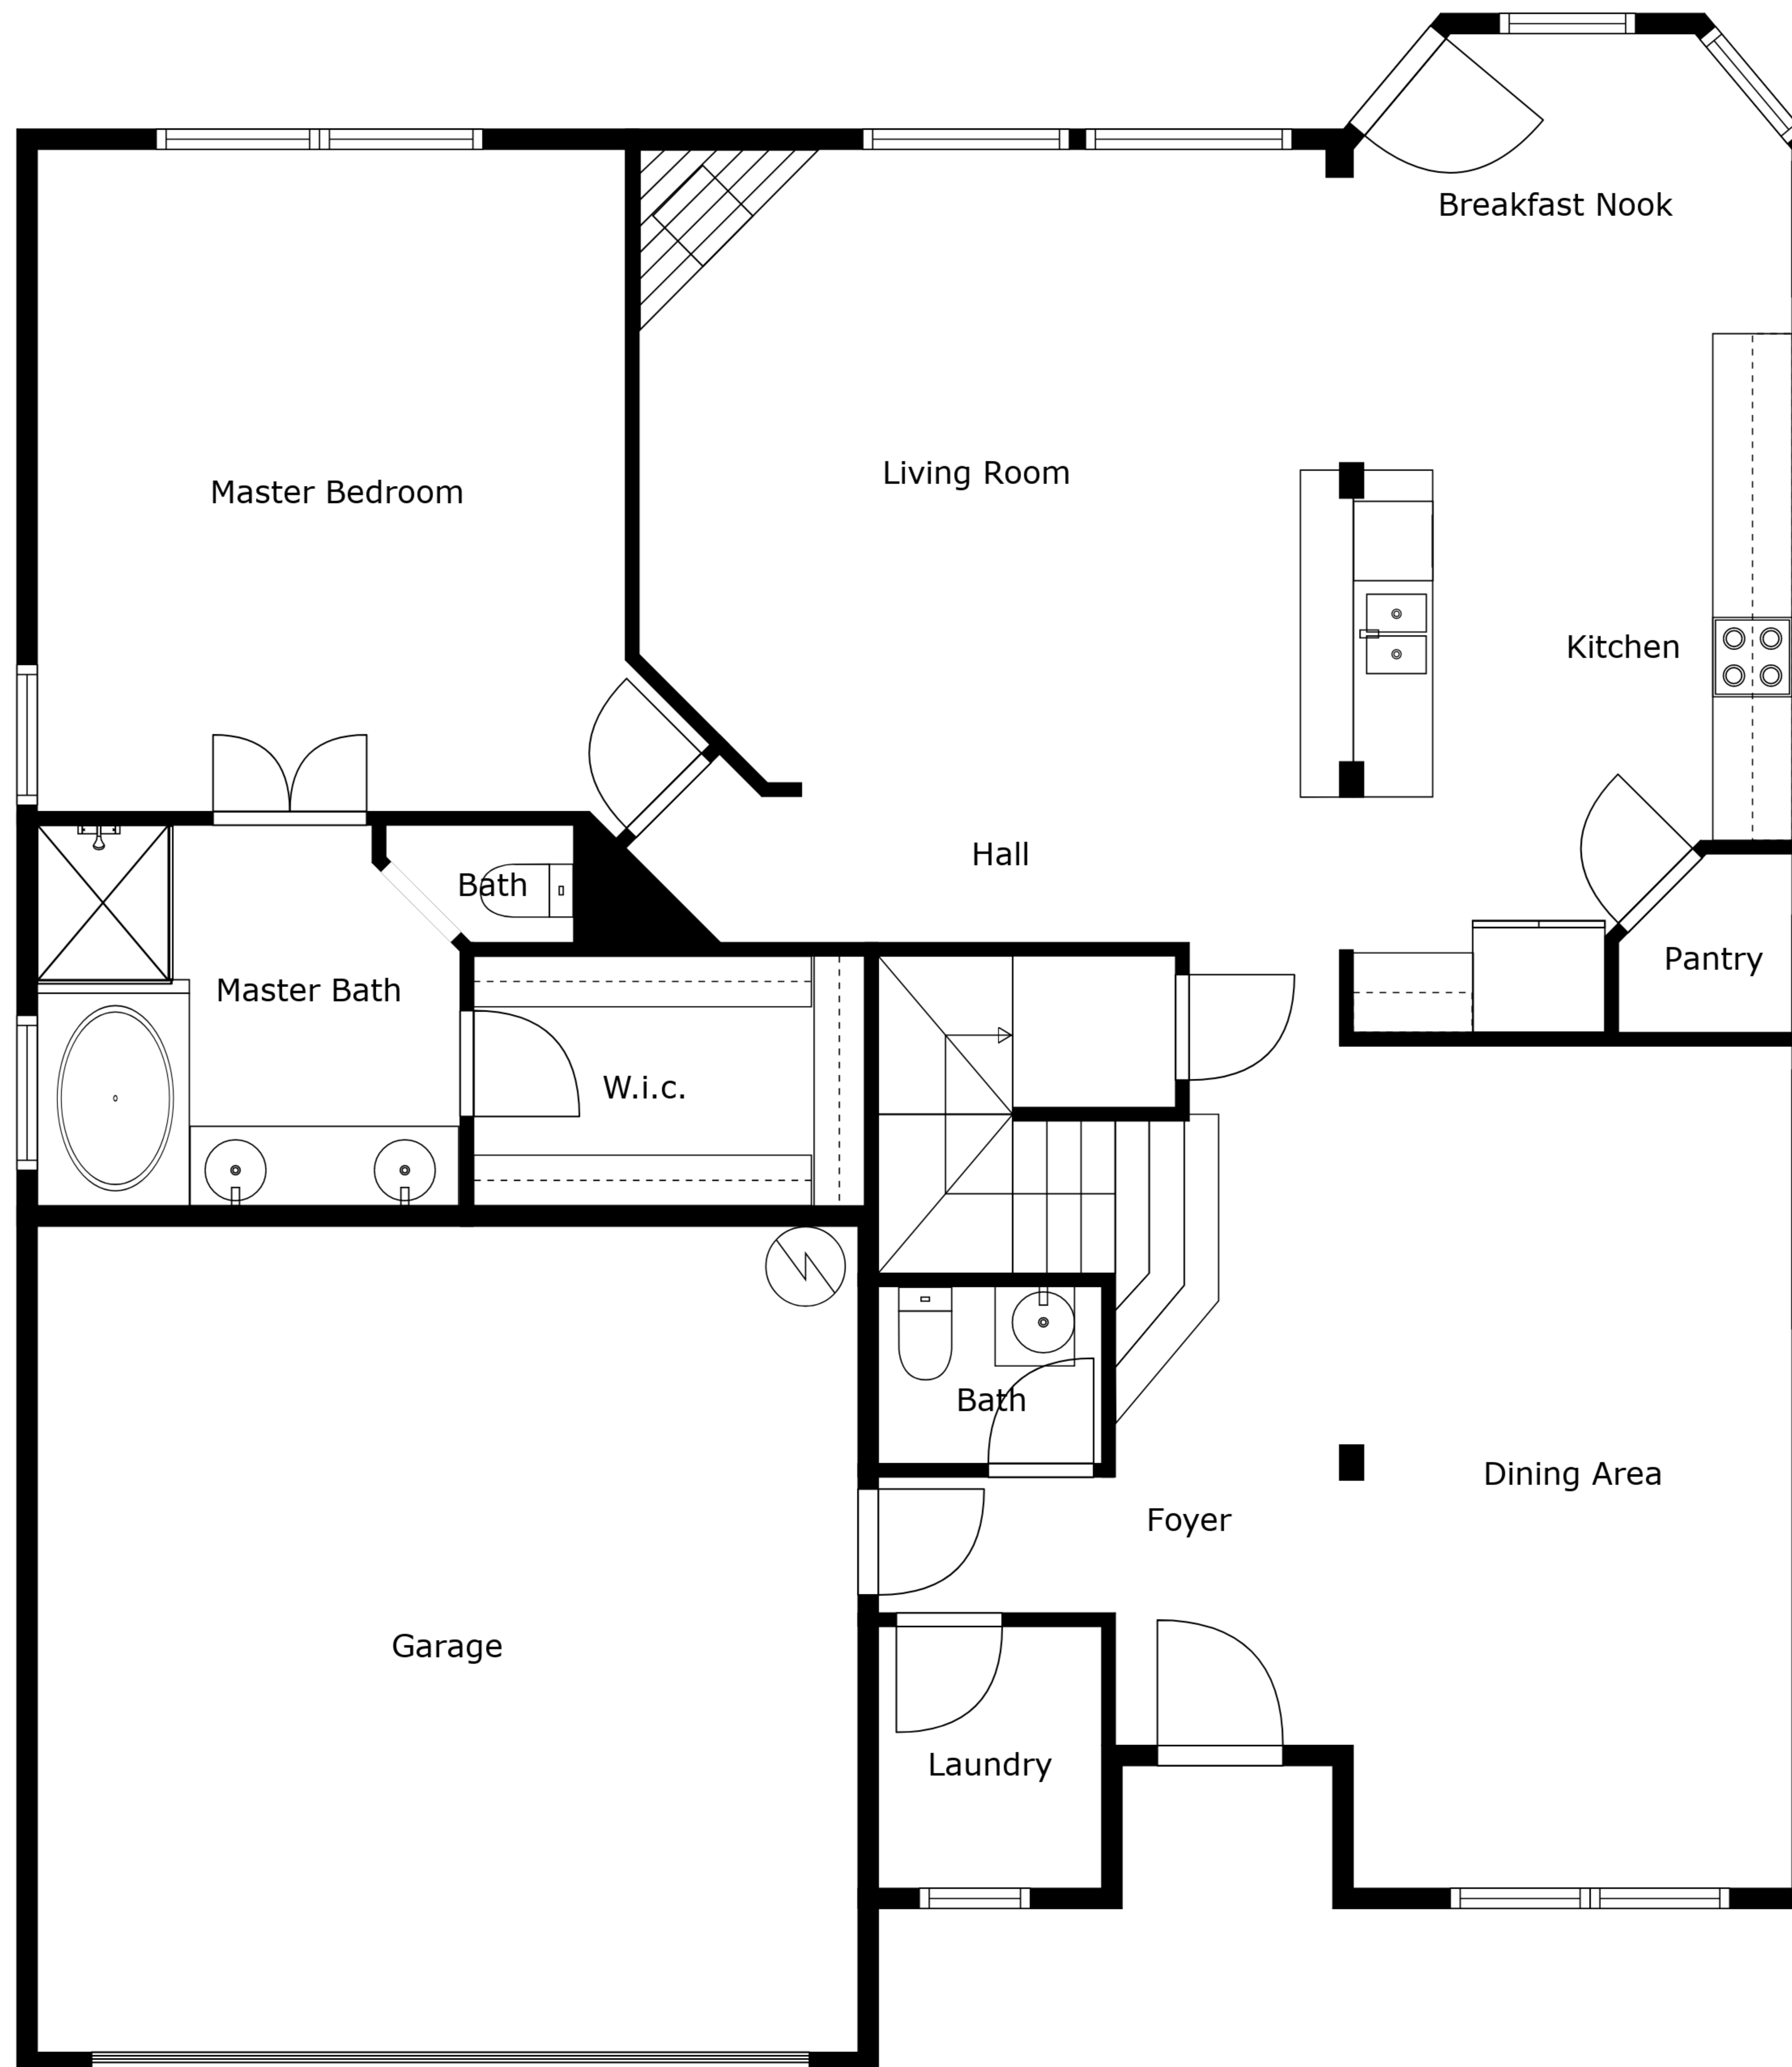 Breakfast Nook
Living Room
Master Bedroom
Kitchen
Hall
Bath
Pantry
Master Bath
W.i.c.
Bath
Dining Area
Foyer
Garage
Laundry